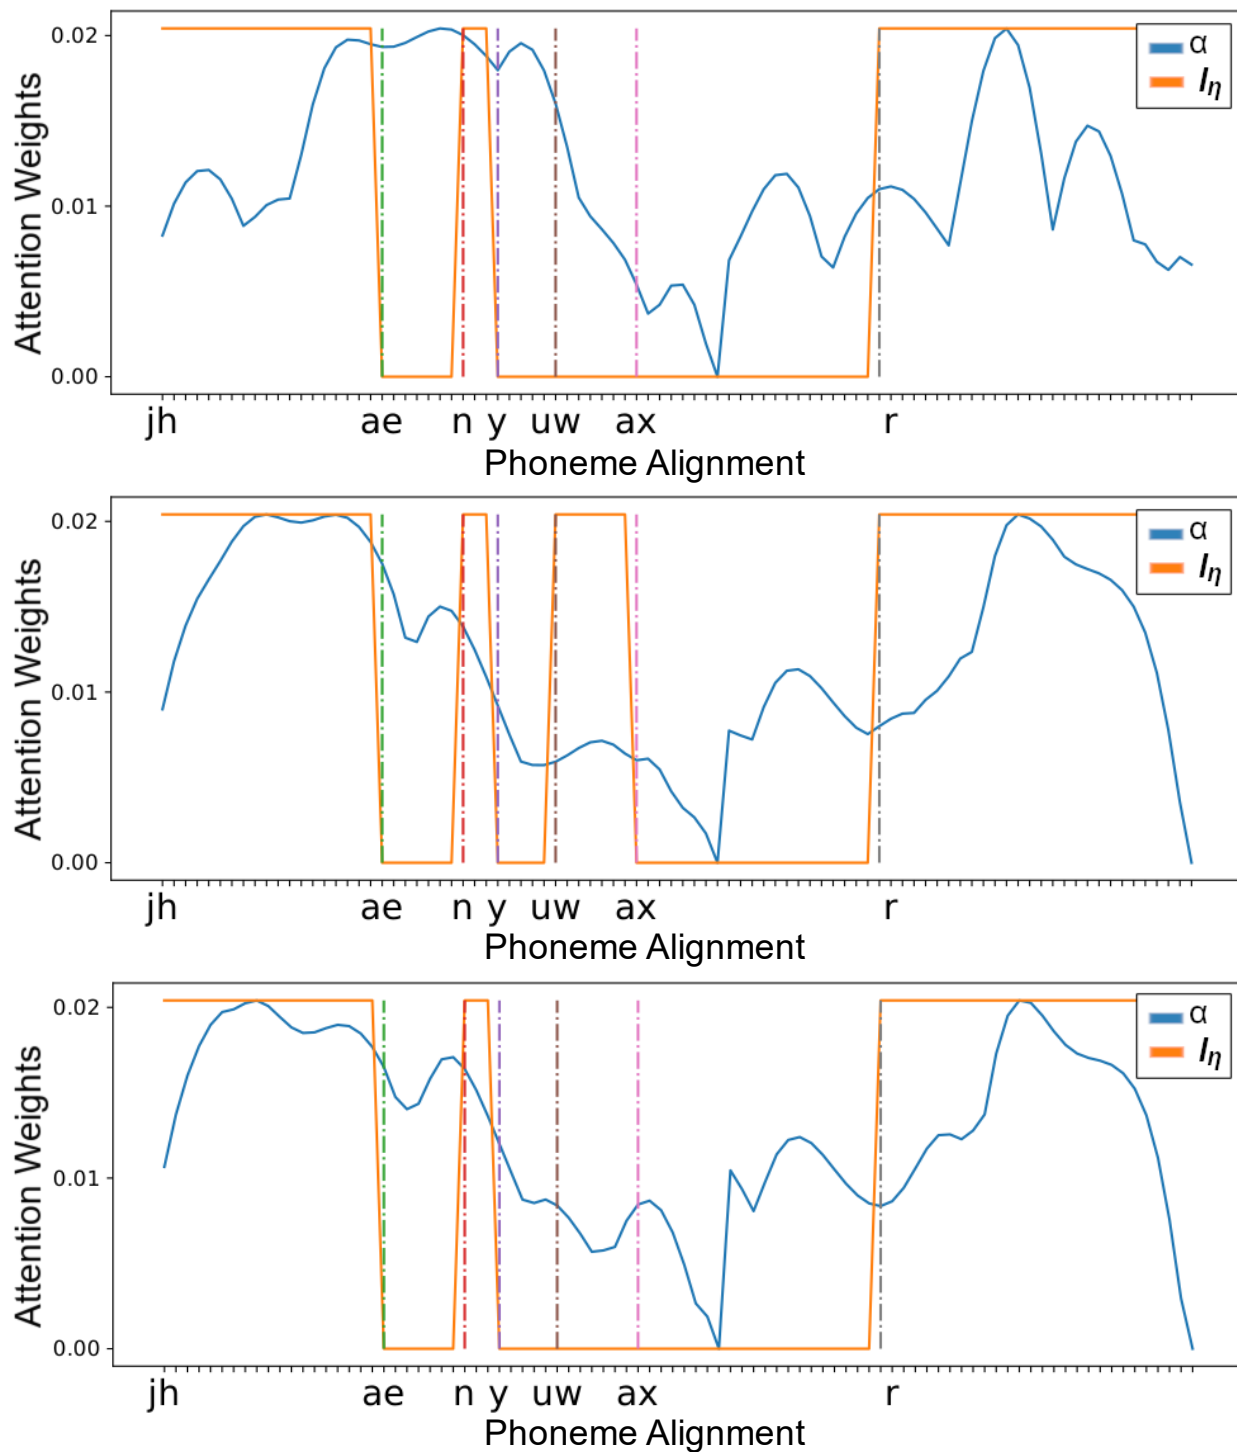 Attention Weights
0.02
0.01
0.00
α
Iη
jh ae n y uw ax r
Phoneme Alignment
Attention Weights
0.02
0.01
0.00
α
Iη
jh ae n y uw ax r
Phoneme Alignment
Attention Weights
0.02
0.01
0.00
α
Iη
jh ae n y uw ax r
Phoneme Alignment